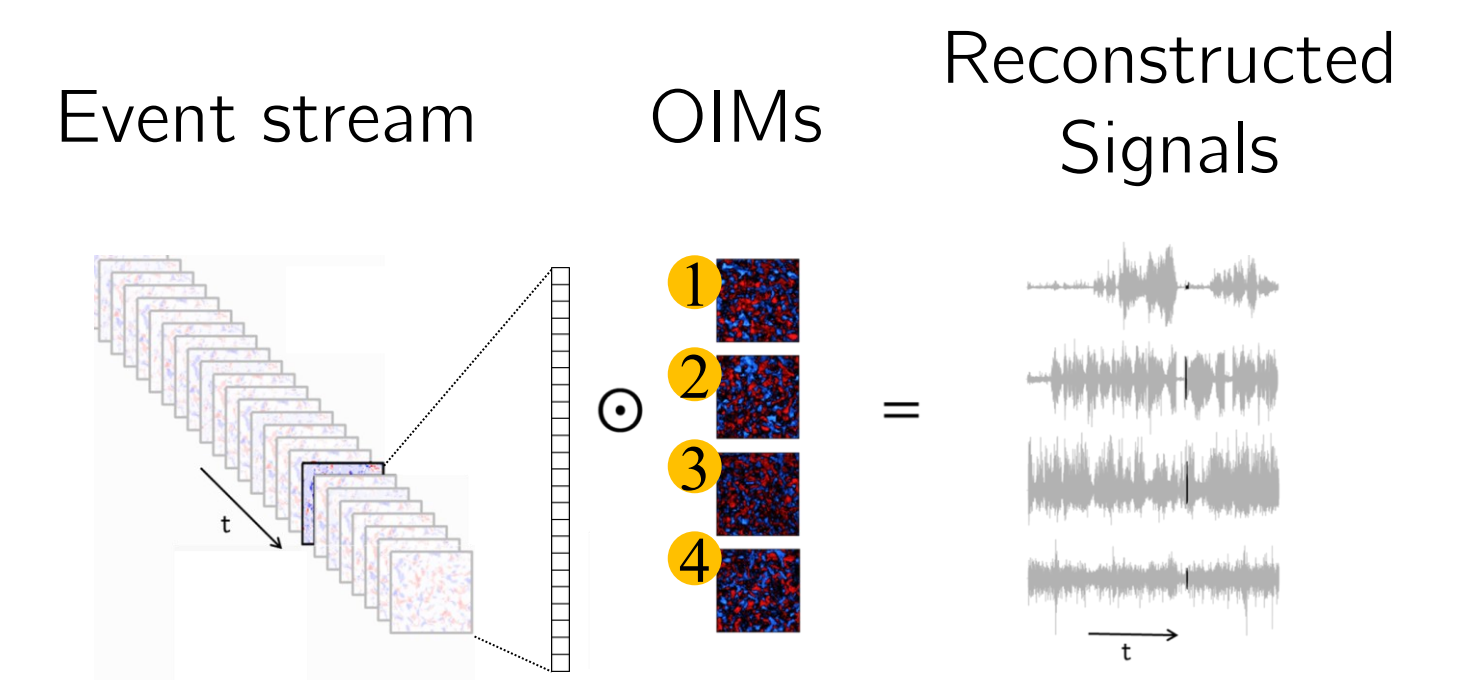 Event stream
OIMs
Reconstructed
Signals
1
2
⊙
=
3
4
t
t